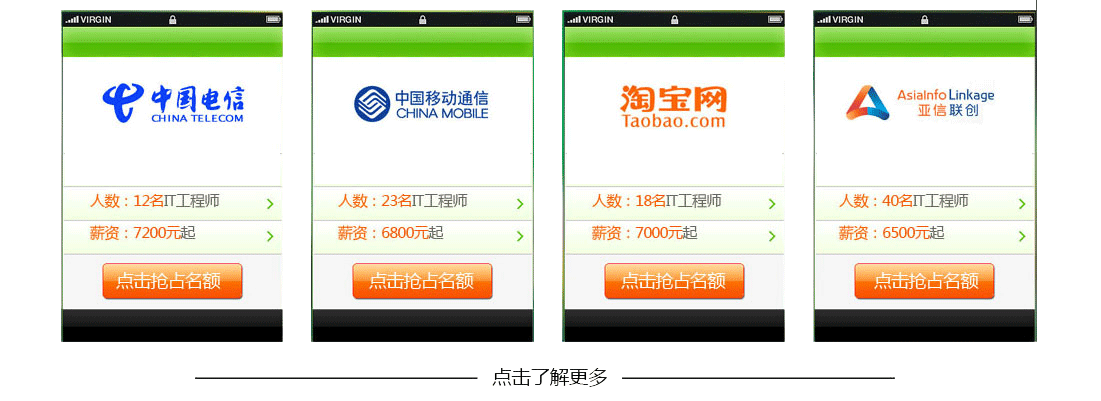 VIRGIN
中国电信
CHINA TELECOM
人数：12名IT工程师
薪资：7200元起
点击抢占名额
VIRGIN
中国移动通信
CHINA MOBILE
人数：23名IT工程师
薪资：6800元起
点击抢占名额
VIRGIN
淘宝网
Taobao.com
人数：18名IT工程师
薪资：7000元起
点击抢占名额
VIRGIN
AsiaInfo Linkage
亚信联创
人数：40名IT工程师
薪资：6500元起
点击抢占名额
点击了解更多